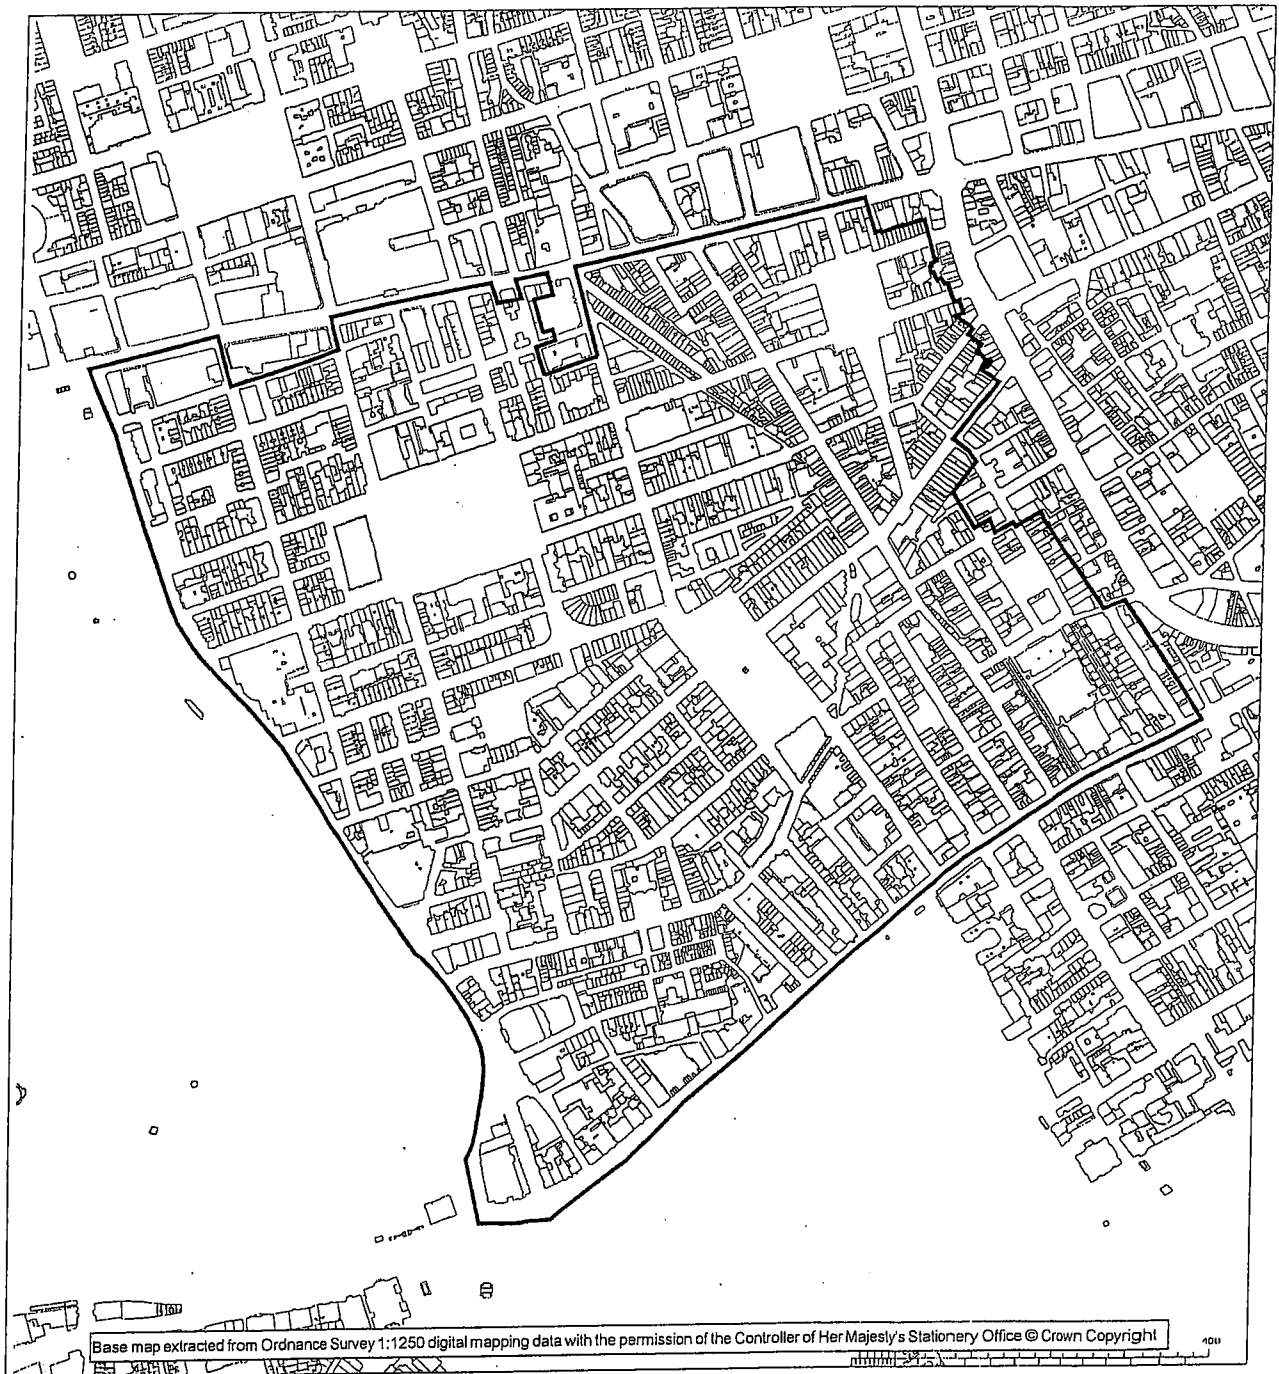 Base map extracted from Ordnance Survey 1:1250 digital mapping data with the permission of the Controller of Her Majesty's Stationery Office © Crown Copyright